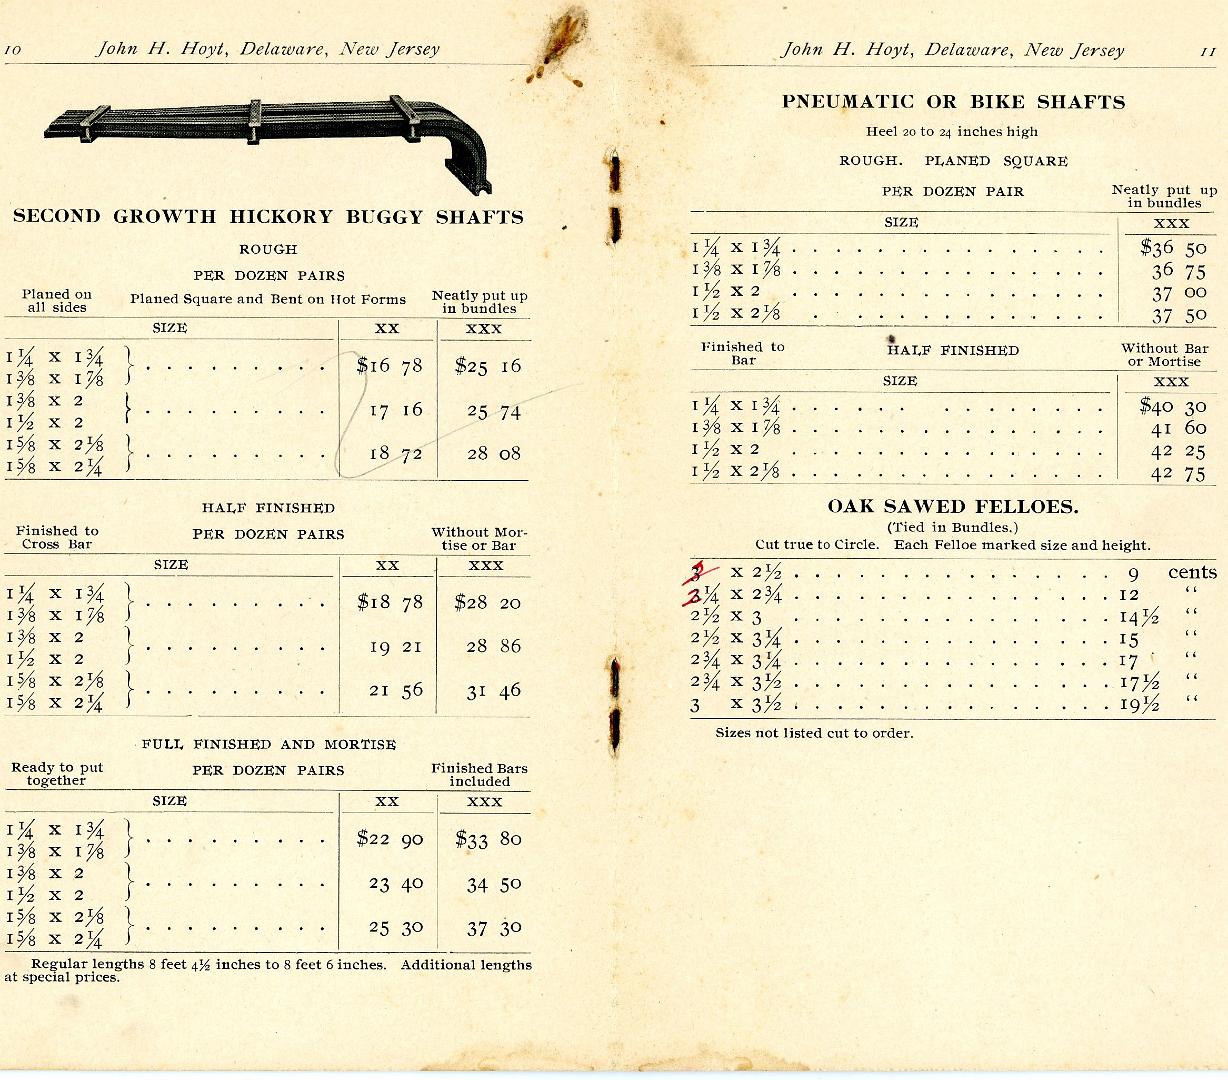 10 John H. Hoyt, Delaware, New Jersey
SECOND GROWTH HICKORY BUGGY SHAFTS
ROUGH
PER DOZEN PAIRS
Planed on all sides Planed Square and Bent on Hot Forms Neatly put up in bundles
SIZE XX XXX
1¼ X 1¾
1⅜ X 1⅞ } . . . . . . . . . $16 78 $25 16
1⅜ X 2
1½ X 2 } . . . . . . . . . 17 16 25 74
1⅝ X 2⅛
1⅝ X 2¼ } . . . . . . . . . 18 72 28 08
HALF FINISHED
Finished to Cross Bar PER DOZEN PAIRS Without Mortise or Bar
SIZE XX XXX
1¼ X 1¾
1⅜ X 1⅞ } . . . . . . . . . $18 78 $28 20
1⅜ X 2
1½ X 2 } . . . . . . . . . 19 21 28 86
1⅝ X 2⅛
1⅝ X 2¼ } . . . . . . . . . 21 56 31 46
FULL FINISHED AND MORTISE
Ready to put together PER DOZEN PAIRS Finished Bars included
SIZE XX XXX
1¼ X 1¾
1⅜ X 1⅞ } . . . . . . . . . $22 90 $33 80
1⅜ X 2
1½ X 2 } . . . . . . . . . 23 40 34 50
1⅝ X 2⅛
1⅝ X 2¼ } . . . . . . . . . 25 30 37 30
Regular lengths 8 feet 4½ inches to 8 feet 6 inches. Additional lengths
at special prices.
John H. Hoyt, Delaware, New Jersey 11
PNEUMATIC OR BIKE SHAFTS
Heel 20 to 24 inches high
ROUGH. PLANED SQUARE
PER DOZEN PAIR Neatly put up in bundles
SIZE XXX
1¼ X 1¾ . . . . . . . . . . . . . . . $36 50
1⅜ X 1⅞ . . . . . . . . . . . . . . . 36 75
1½ X 2 . . . . . . . . . . . . . . . 37 00
1½ X 2⅛ . . . . . . . . . . . . . . 37 50
Finished to Bar HALF FINISHED Without Bar or Mortise
SIZE XXX
1¼ X 1¾ . . . . . . . . . . . . . . $40 30
1⅜ X 1⅞ . . . . . . . . . . . . . . . 41 60
1½ X 2 . . . . . . . . . . . . . . . 42 25
1½ X 2⅛ . . . . . . . . . . . . . . . 42 75
OAK SAWED FELLOES.
(Tied in Bundles.)
Cut true to Circle. Each Felloe marked size and height.
2 X 2½ . . . . . . . . . . . . . . . 9 cents
2¼ X 2¾ . . . . . . . . . . . . . . . 12 “
2½ X 3 . . . . . . . . . . . . . . . 14½ “
2½ X 3¼ . . . . . . . . . . . . . . . 15 “
2¾ X 3¼ . . . . . . . . . . . . . . . 17 “
2¾ X 3½ . . . . . . . . . . . . . . . 17½ “
3 X 3½ . . . . . . . . . . . . . . . 19½ “
Sizes not listed cut to order.